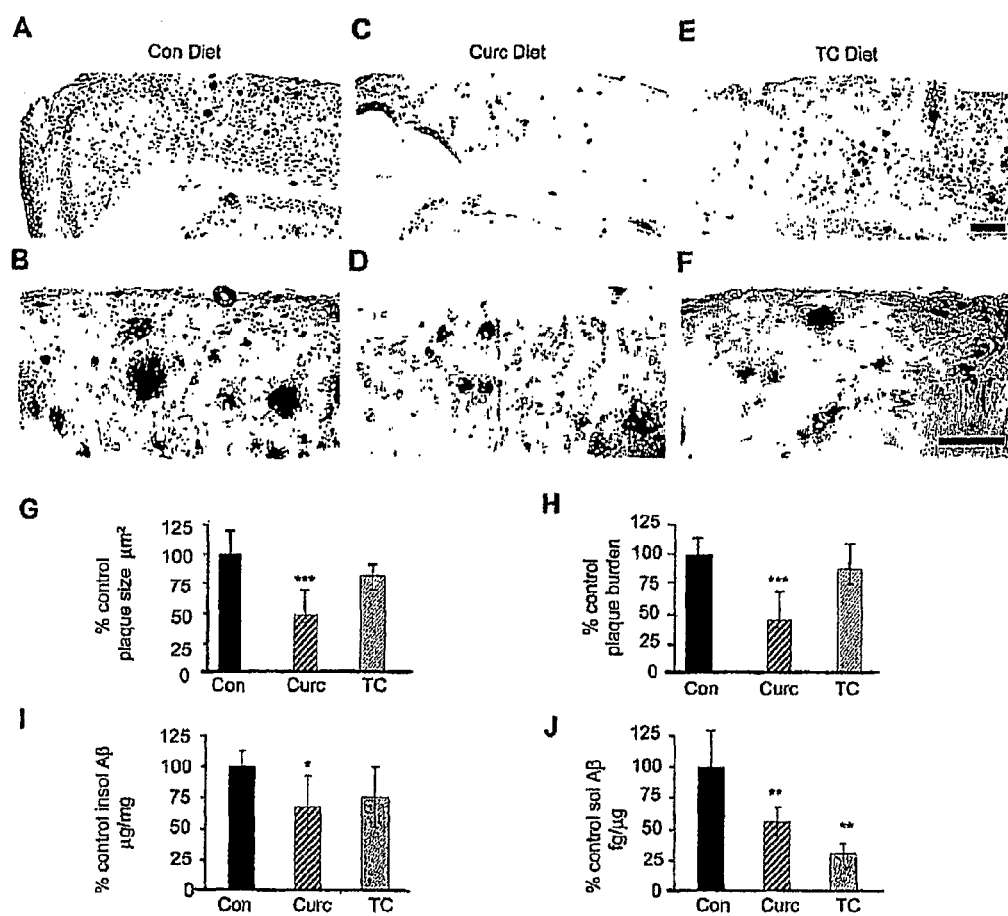 A
Con Diet
C
Curc Diet
E
TC Diet
B
D
F
G
% control
plaque size μm²
125
100
75
50
25
0
***
Con
Curc
TC
H
% control
plaque burden
125
100
75
50
25
0
***
Con
Curc
TC
I
% control insol Aβ
μg/mg
125
100
75
50
25
0
*
Con
Curc
TC
J
% control sol Aβ
fg/μg
125
100
75
50
25
0
**
**
Con
Curc
TC